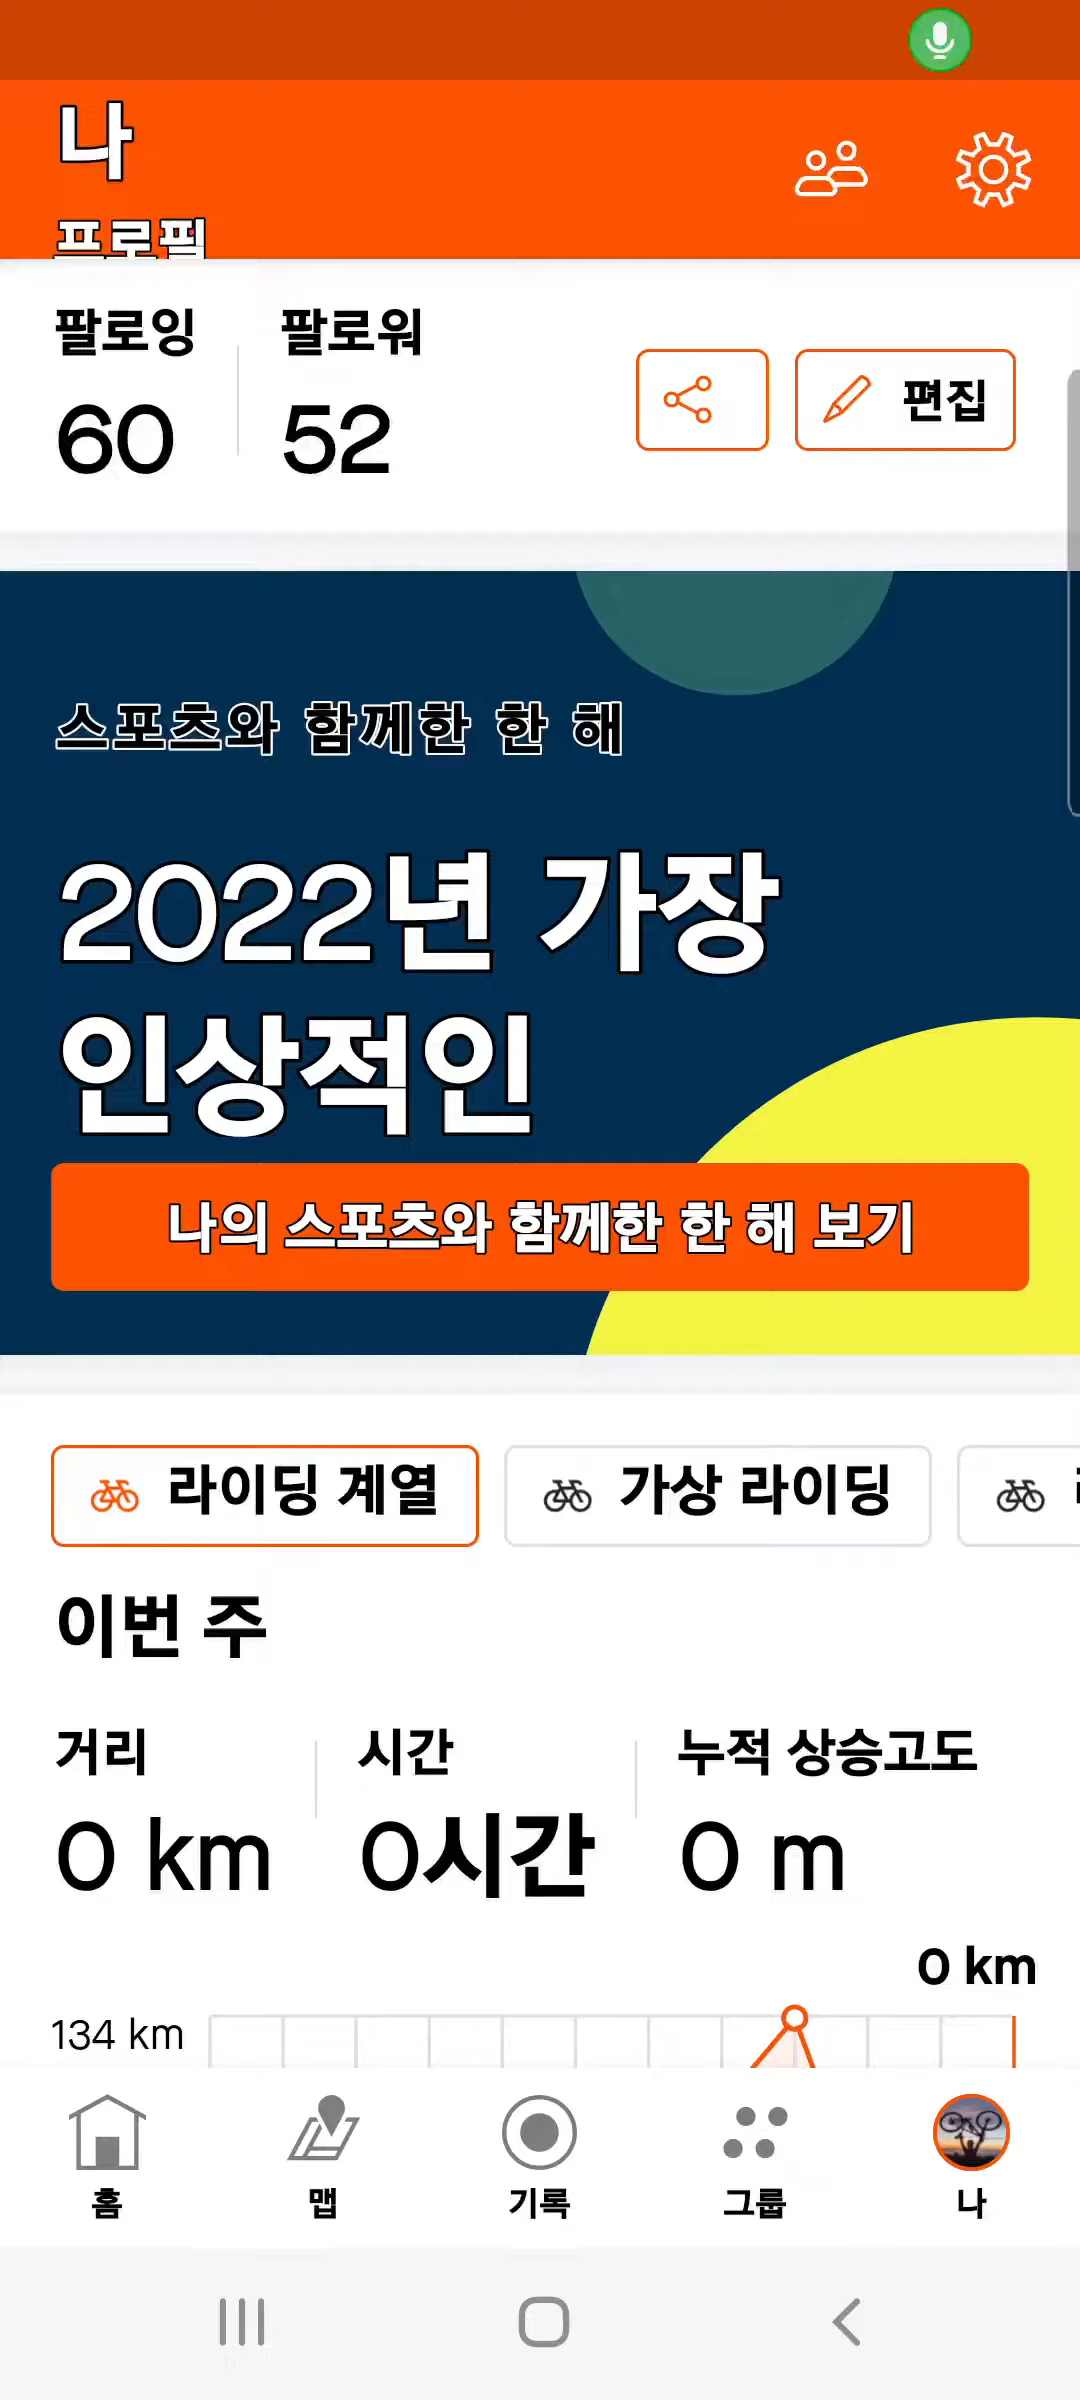 나
프로필
팔로잉 팔로워
60 52
편집
스포츠와 함께한 한 해
2022년 가장
인상적인
나의 스포츠와 함께한 한 해 보기
라이딩 계열 가상 라이딩
이번 주
거리 시간 누적 상승고도
0 km 0시간 0 m
0 km
134 km
홈 맵 기록 그룹 나